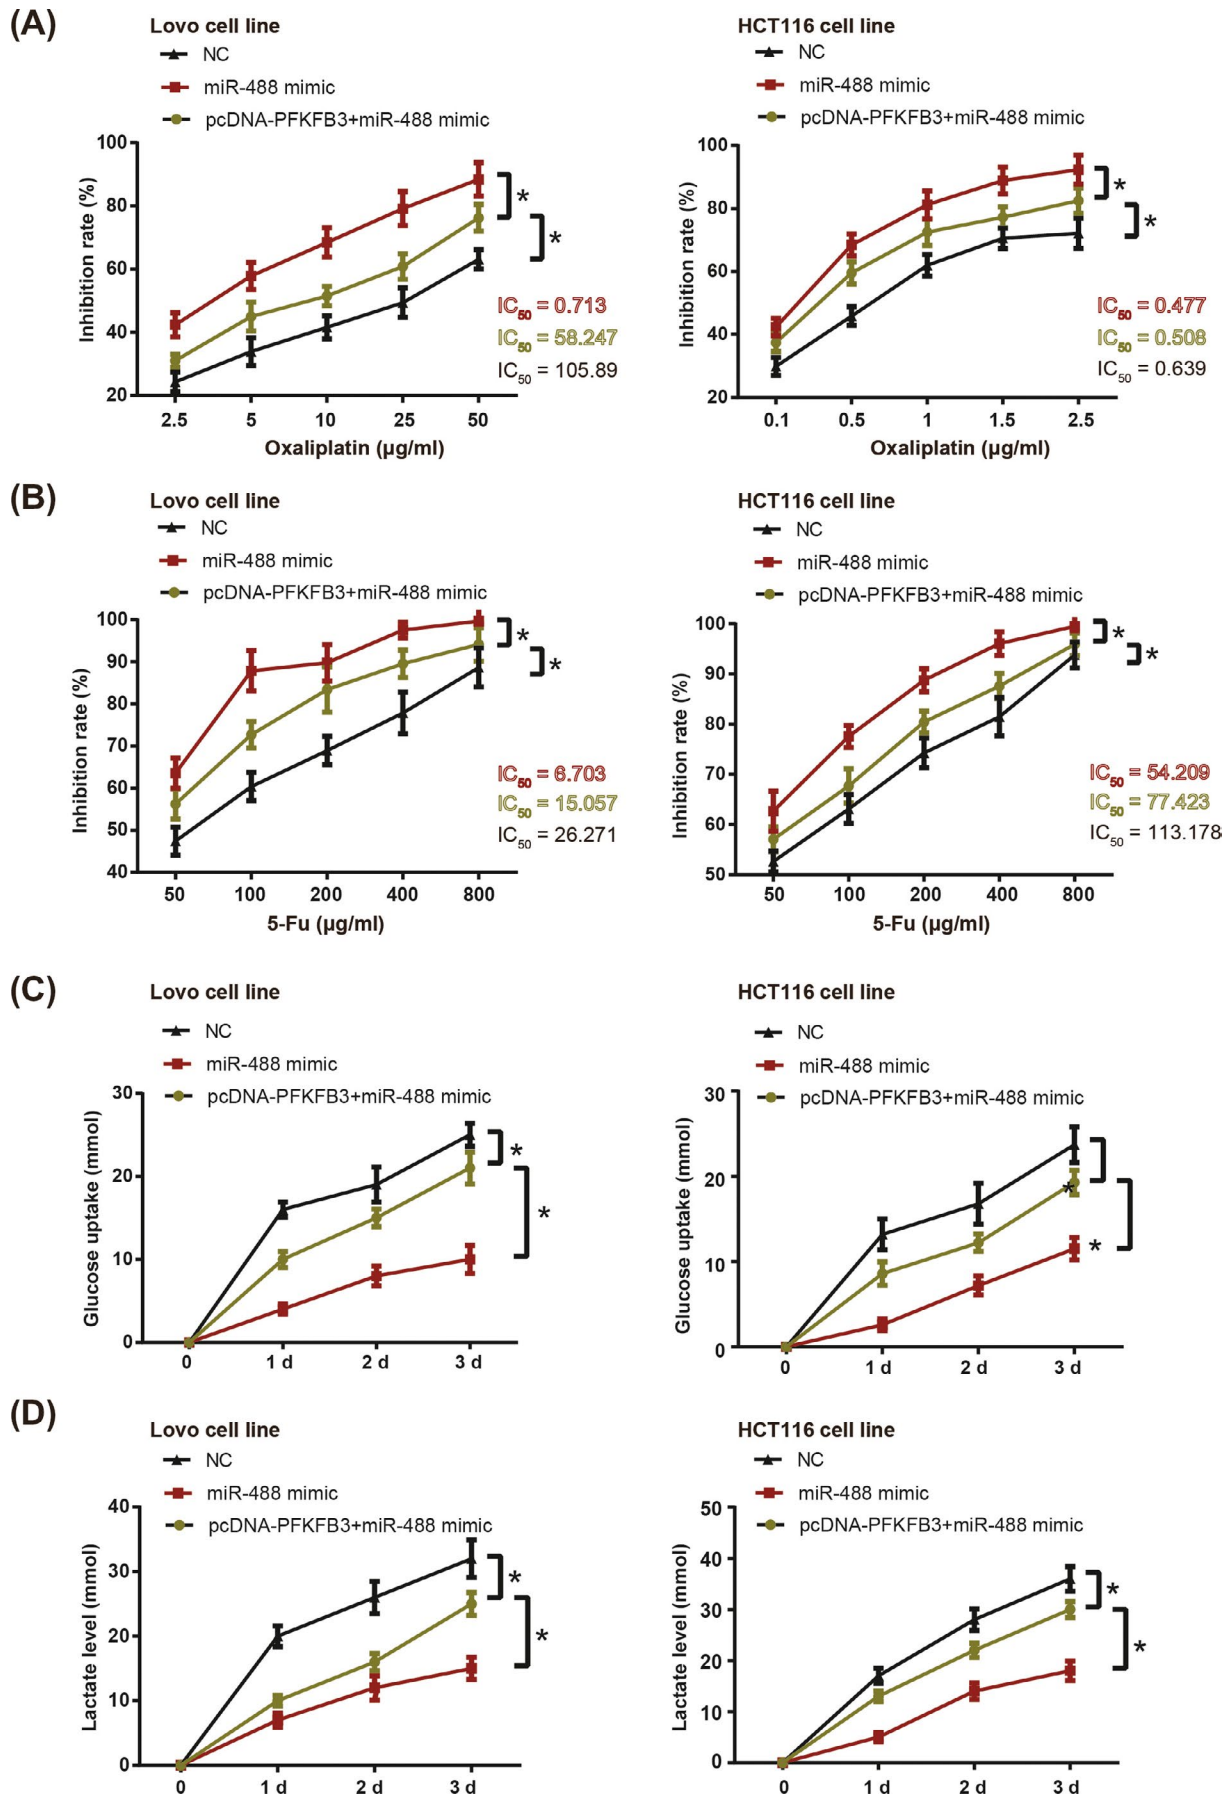 (A)
Lovo cell line
NC
miR-488 mimic
pcDNA-PFKFB3+miR-488 mimic
100
80
60
40
20
Inhibition rate (%)
*
*
IC50 = 0.713
IC50 = 58.247
IC50 = 105.89
2.5 5 10 25 50
Oxaliplatin (µg/ml)
HCT116 cell line
NC
miR-488 mimic
pcDNA-PFKFB3+miR-488 mimic
100
80
60
40
20
Inhibition rate (%)
*
*
IC50 = 0.477
IC50 = 0.508
IC50 = 0.639
0.1 0.5 1 1.5 2.5
Oxaliplatin (µg/ml)
(B)
Lovo cell line
NC
miR-488 mimic
pcDNA-PFKFB3+miR-488 mimic
100
90
80
70
60
50
40
Inhibition rate (%)
*
*
IC50 = 6.703
IC50 = 15.057
IC50 = 26.271
50 100 200 400 800
5-Fu (µg/ml)
HCT116 cell line
NC
miR-488 mimic
pcDNA-PFKFB3+miR-488 mimic
100
90
80
70
60
50
Inhibition rate (%)
*
*
IC50 = 54.209
IC50 = 77.423
IC50 = 113.178
50 100 200 400 800
5-Fu (µg/ml)
(C)
Lovo cell line
NC
miR-488 mimic
pcDNA-PFKFB3+miR-488 mimic
30
20
10
0
Glucose uptake (mmol)
*
*
0 1 d 2 d 3 d
HCT116 cell line
NC
miR-488 mimic
pcDNA-PFKFB3+miR-488 mimic
30
20
10
0
Glucose uptake (mmol)
*
*
0 1 d 2 d 3 d
(D)
Lovo cell line
NC
miR-488 mimic
pcDNA-PFKFB3+miR-488 mimic
40
30
20
10
0
Lactate level (mmol)
*
*
0 1 d 2 d 3 d
HCT116 cell line
NC
miR-488 mimic
pcDNA-PFKFB3+miR-488 mimic
50
40
30
20
10
0
Lactate level (mmol)
*
*
0 1 d 2 d 3 d